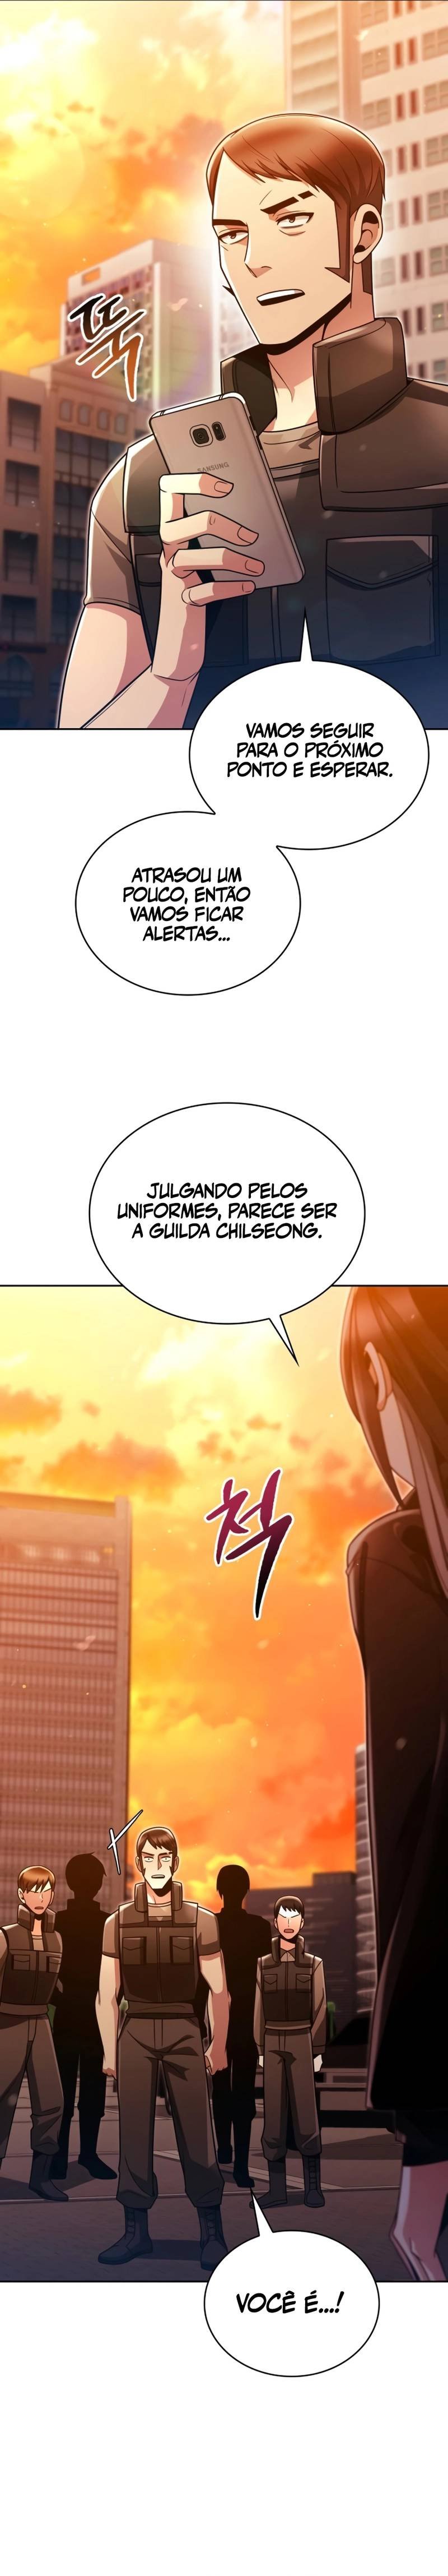 뚝
SAMSUNG
VAMOS SEGUIR
PARA O PRÓXIMO
PONTO E ESPERAR.
ATRASOU UM
POUCO, ENTÃO
VAMOS FICAR
ALERTAS...
JULGANDO PELOS
UNIFORMES, PARECE SER
A GUILDA CHILSEONG.
척
VOCÊ É...!